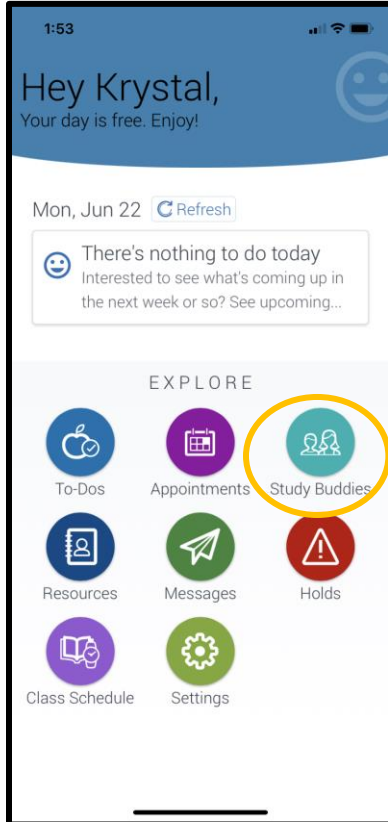 1:53
Hey Krystal,
Your day is free. Enjoy!
Mon, Jun 22 Refresh
There's nothing to do today
Interested to see what's coming up in
the next week or so? See upcoming...
EXPLORE
To-Dos Appointments Study Buddies
Resources Messages Holds
Class Schedule Settings